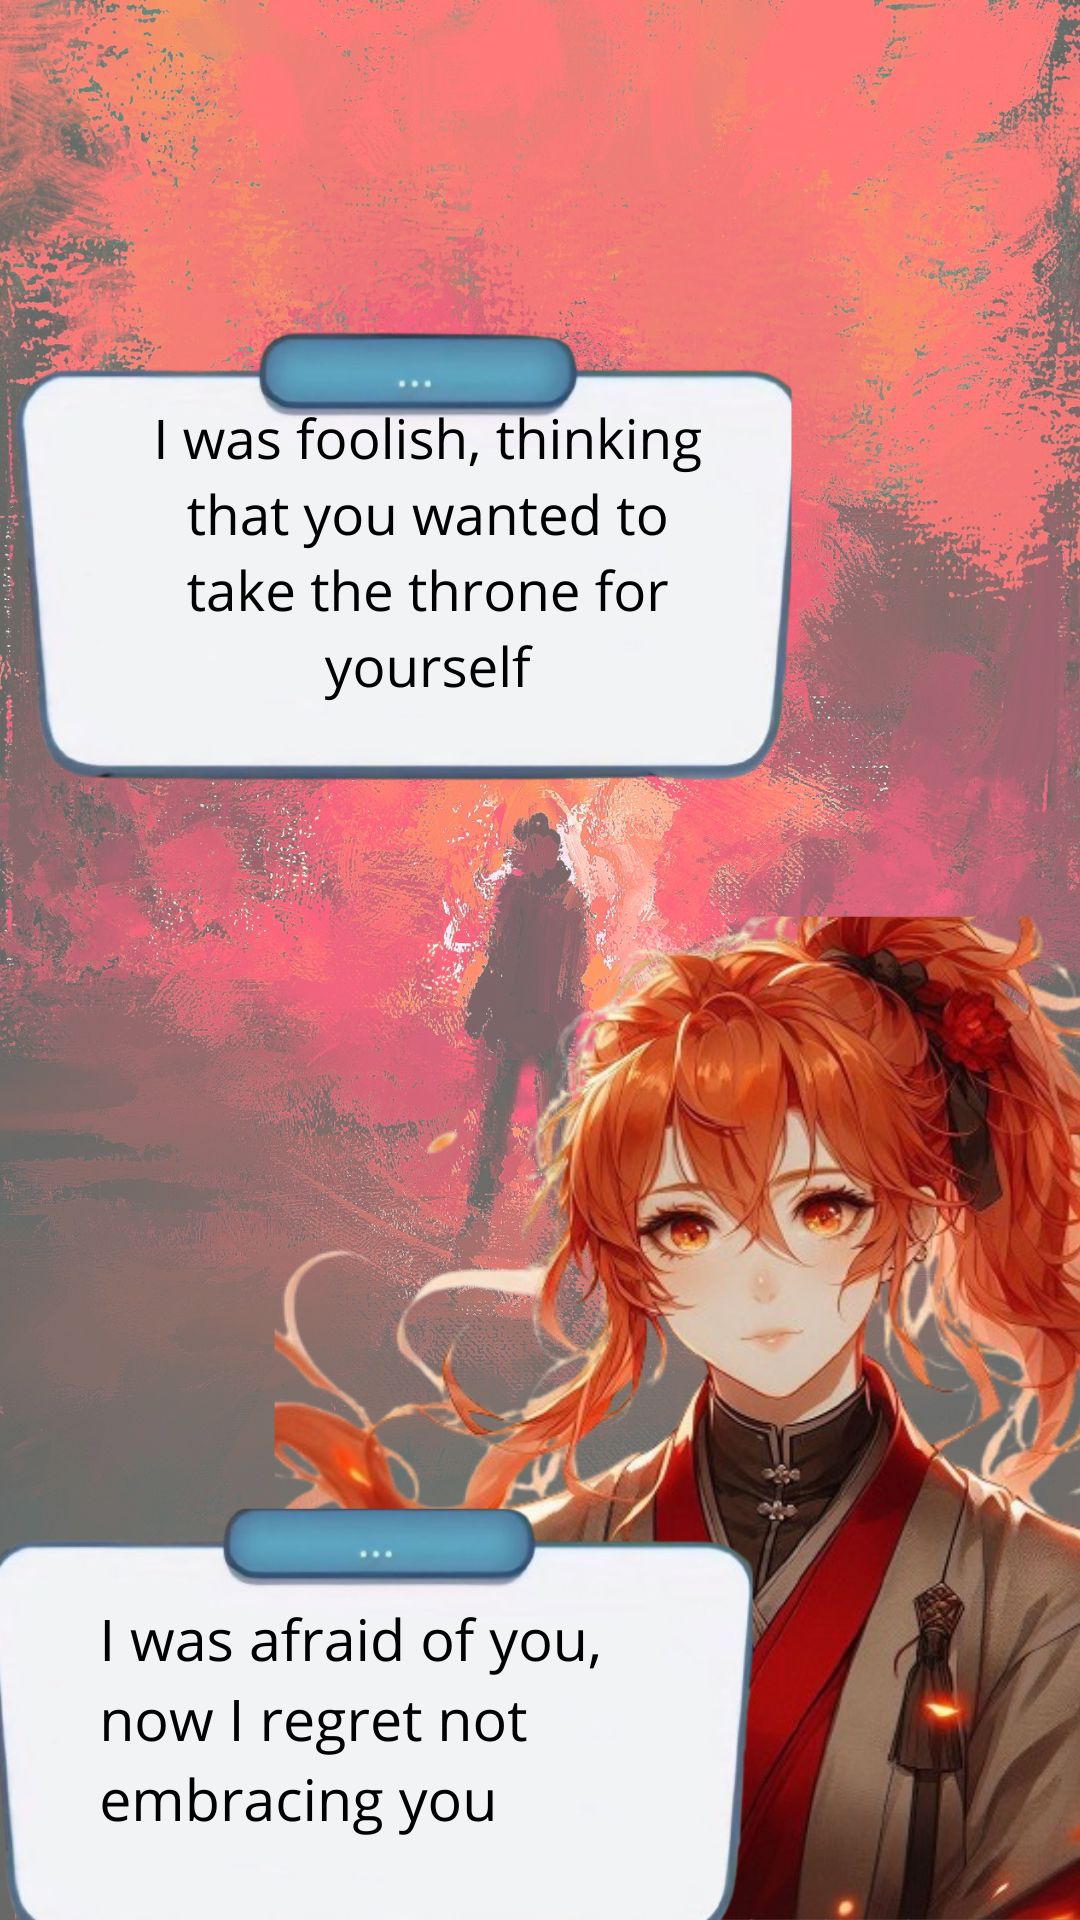 ...
I was foolish, thinking
that you wanted to
take the throne for
yourself
...
I was afraid of you,
now I regret not
embracing you